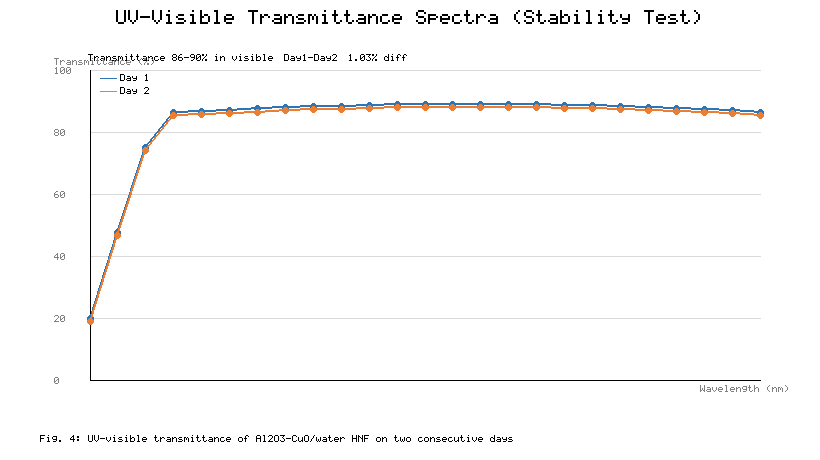 UV-Visible Transmittance Spectra (Stability Test)
Transmittance 86-90% in visible Day1-Day2 1.03% diff
Transmittance (%)
100
Day 1
Day 2
80
60
40
20
0
Wavelength (nm)
Fig. 4: UV-visible transmittance of Al2O3-CuO/water HNF on two consecutive days